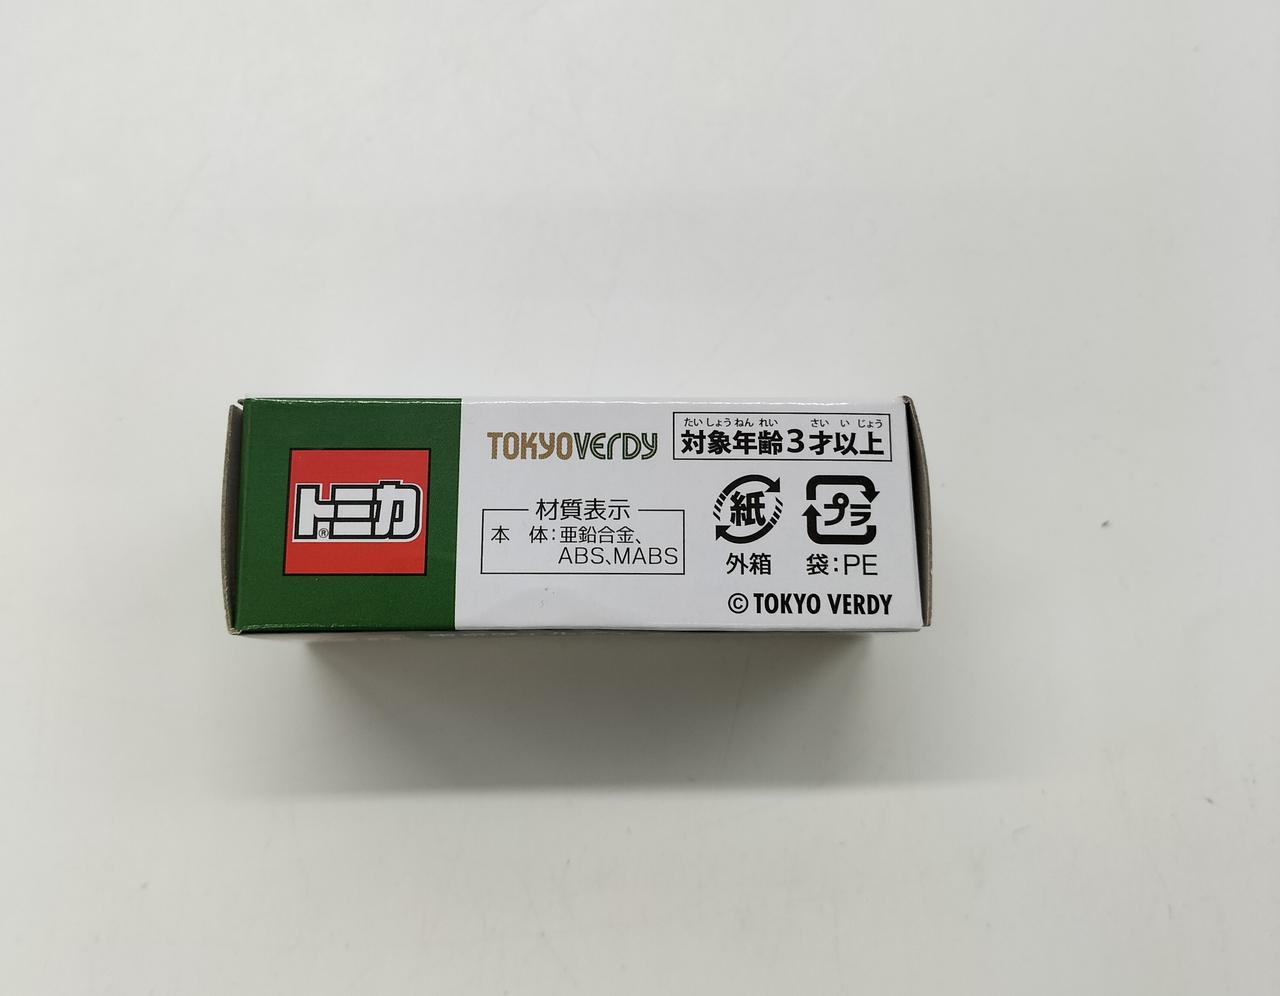 トミカ®
TOKYO VERDY
たいしょうねんれい さいいじょう
対象年齢3才以上
材質表示
本 体:亜鉛合金、
ABS、MABS
紙
外箱
プラ
袋:PE
© TOKYO VERDY